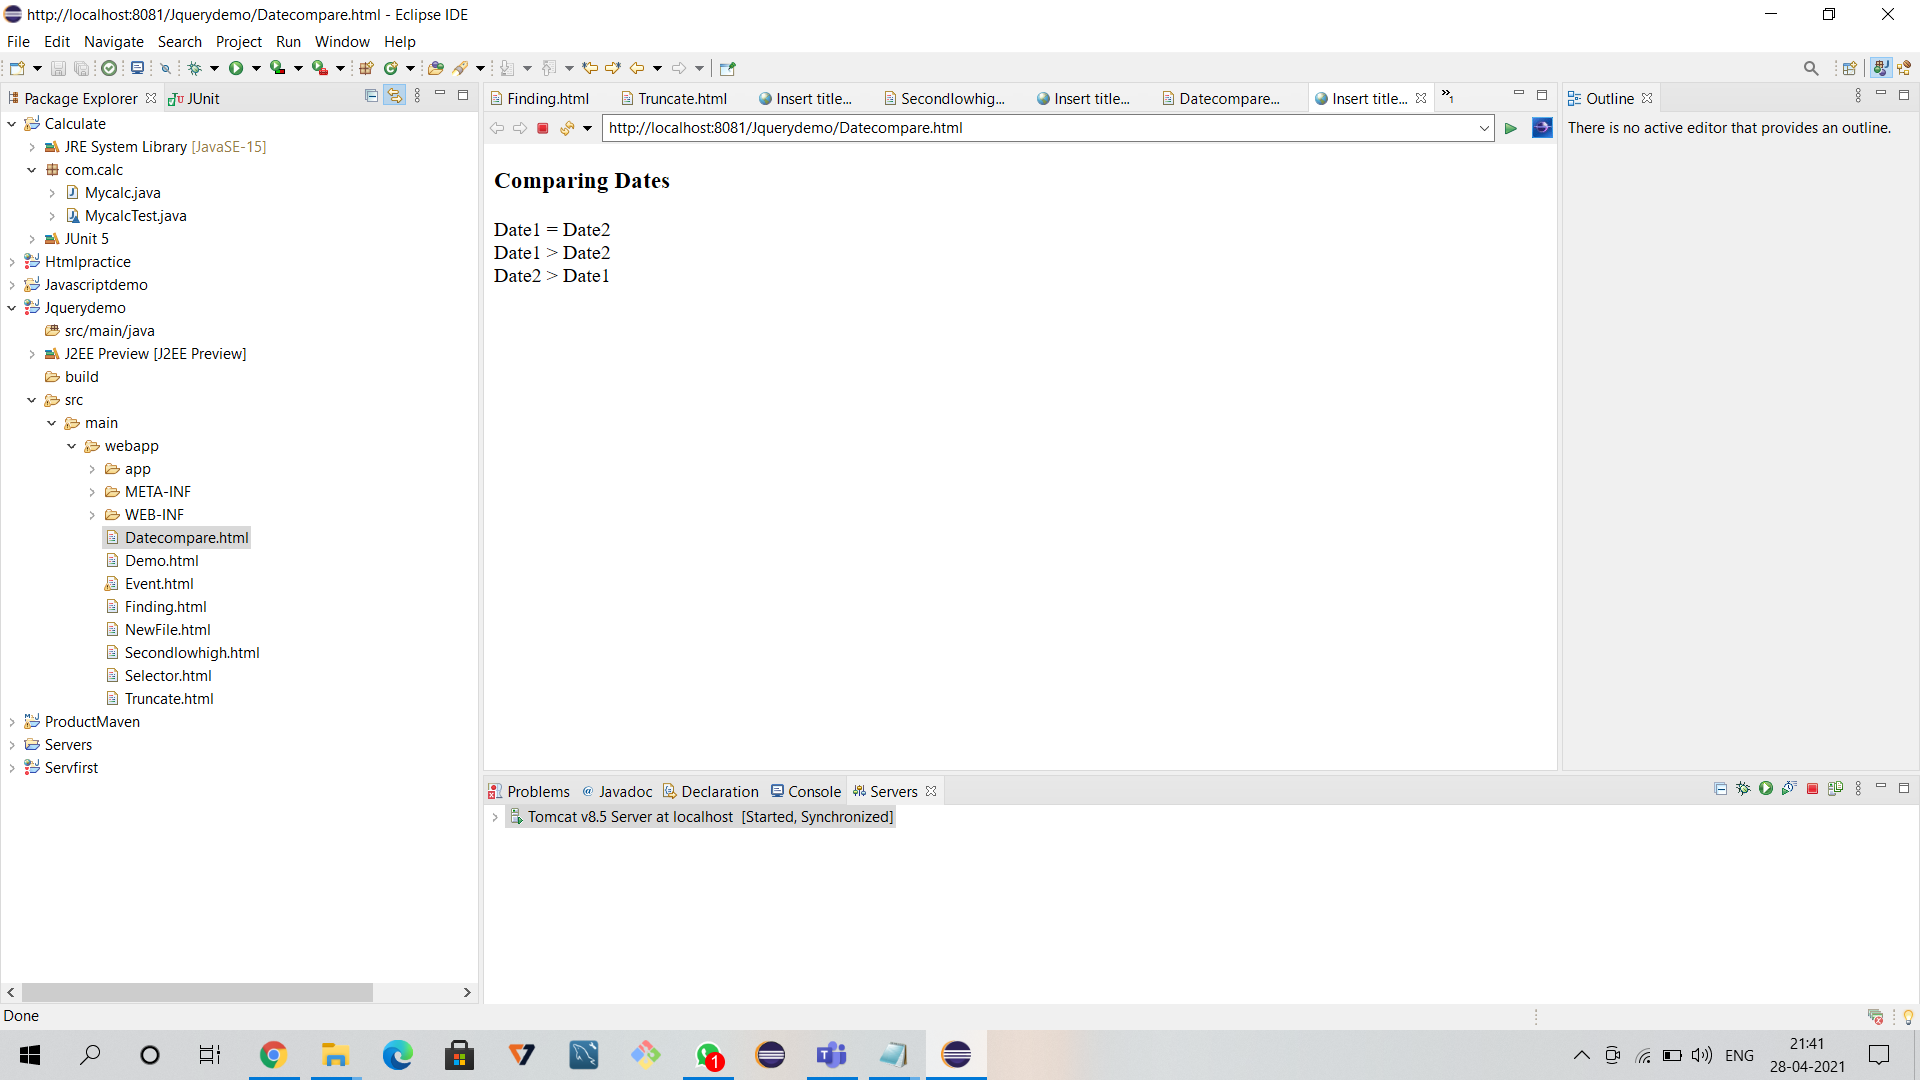 http://localhost:8081/Jquerydemo/Datecompare.html - Eclipse IDE
File Edit Navigate Search Project Run Window Help
Package Explorer JUnit
Calculate
JRE System Library [JavaSE-15]
com.calc
Mycalc.java
MycalcTest.java
JUnit 5
Htmlpractice
Javascriptdemo
Jquerydemo
src/main/java
J2EE Preview [J2EE Preview]
build
src
main
webapp
app
META-INF
WEB-INF
Datecompare.html
Demo.html
Event.html
Finding.html
NewFile.html
Secondlowhigh.html
Selector.html
Truncate.html
ProductMaven
Servers
Servfirst
Finding.html Truncate.html Insert title... Secondlowhig... Insert title... Datecompare... Insert title... »1
http://localhost:8081/Jquerydemo/Datecompare.html
Comparing Dates
Date1 = Date2
Date1 > Date2
Date2 > Date1
Outline
There is no active editor that provides an outline.
Problems @ Javadoc Declaration Console Servers
Tomcat v8.5 Server at localhost [Started, Synchronized]
Done
1
ENG
21:41
28-04-2021